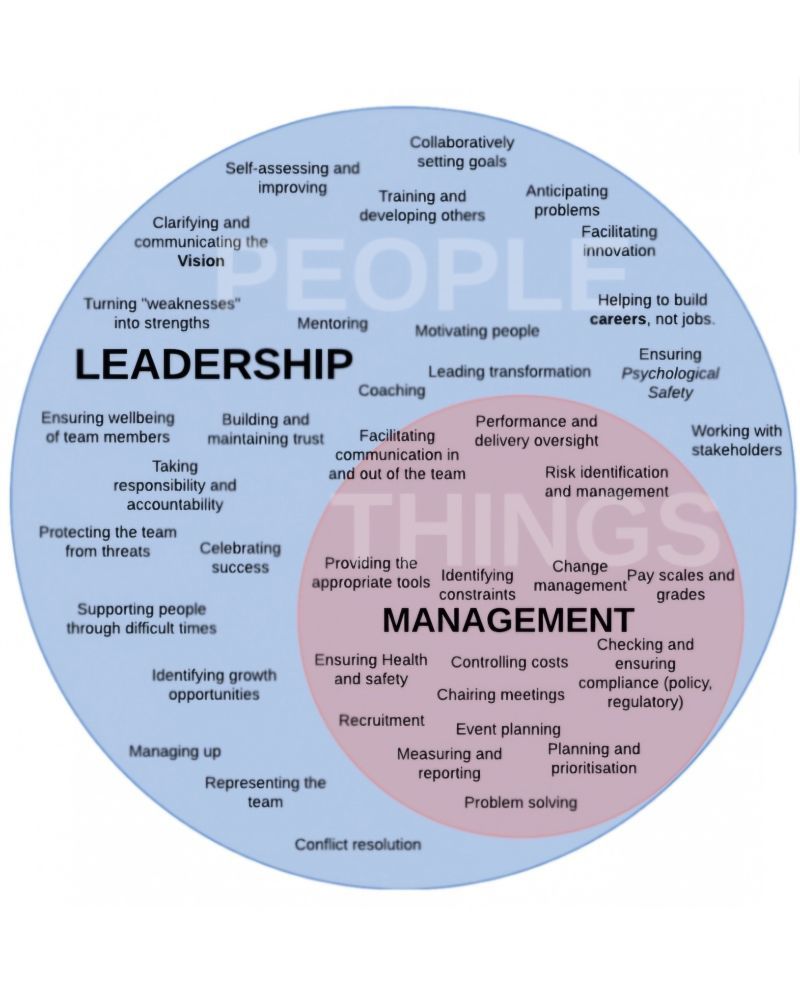 Collaboratively
setting goals
Self-assessing and
improving
Training and
developing others
Anticipating
problems
Clarifying and
communicating the
Vision
Facilitating
innovation
PEOPLE
Turning "weaknesses"
into strengths
Mentoring
Motivating people
Helping to build
careers, not jobs.
LEADERSHIP
Leading transformation
Coaching
Ensuring
Psychological
Safety
Ensuring wellbeing
of team members
Building and
maintaining trust
Facilitating
communication in
and out of the team
Performance and
delivery oversight
Working with
stakeholders
Taking
responsibility and
accountability
Risk identification
and management
THINGS
Protecting the team
from threats
Celebrating
success
Providing the
appropriate tools
Identifying
constraints
Change
management
Pay scales and
grades
MANAGEMENT
Supporting people
through difficult times
Ensuring Health
and safety
Controlling costs
Checking and
ensuring
compliance (policy,
regulatory)
Identifying growth
opportunities
Chairing meetings
Recruitment
Event planning
Managing up
Measuring and
reporting
Planning and
prioritisation
Representing the
team
Problem solving
Conflict resolution